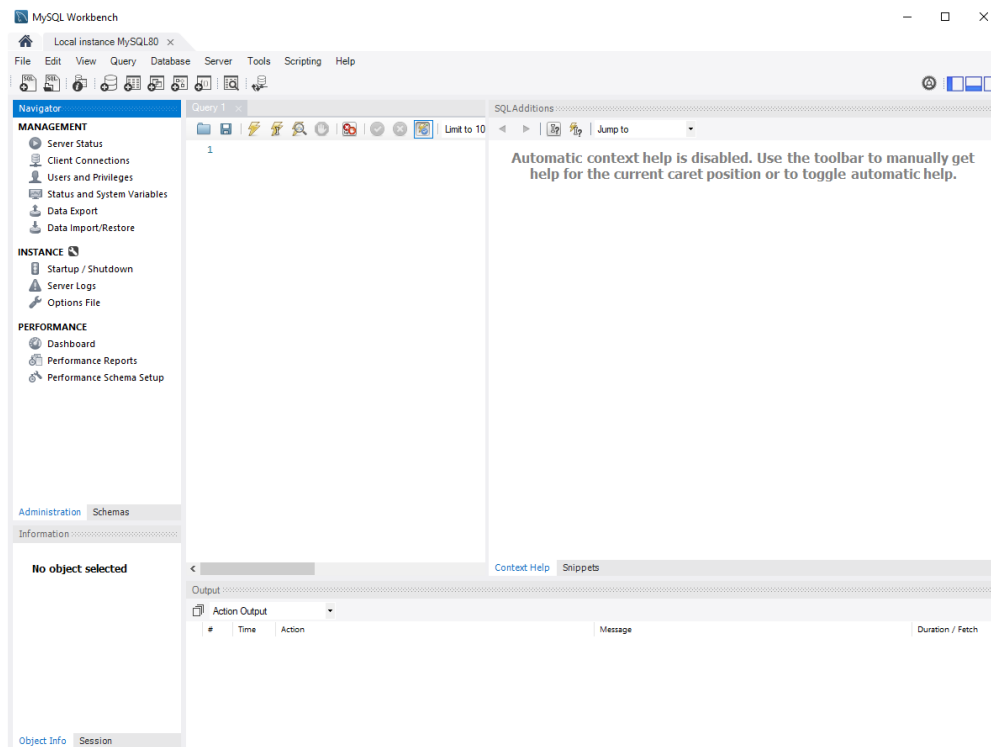 MySQL Workbench
Local instance MySQL80
File Edit View Query Database Server Tools Scripting Help
Navigator
MANAGEMENT
Server Status
Client Connections
Users and Privileges
Status and System Variables
Data Export
Data Import/Restore
INSTANCE
Startup / Shutdown
Server Logs
Options File
PERFORMANCE
Dashboard
Performance Reports
Performance Schema Setup
Administration Schemas
Information
No object selected
Object Info Session
Query 1
Limit to 10
1
SQLAdditions
Jump to
Automatic context help is disabled. Use the toolbar to manually get
help for the current caret position or to toggle automatic help.
Context Help Snippets
Output
Action Output
# Time Action Message Duration / Fetch